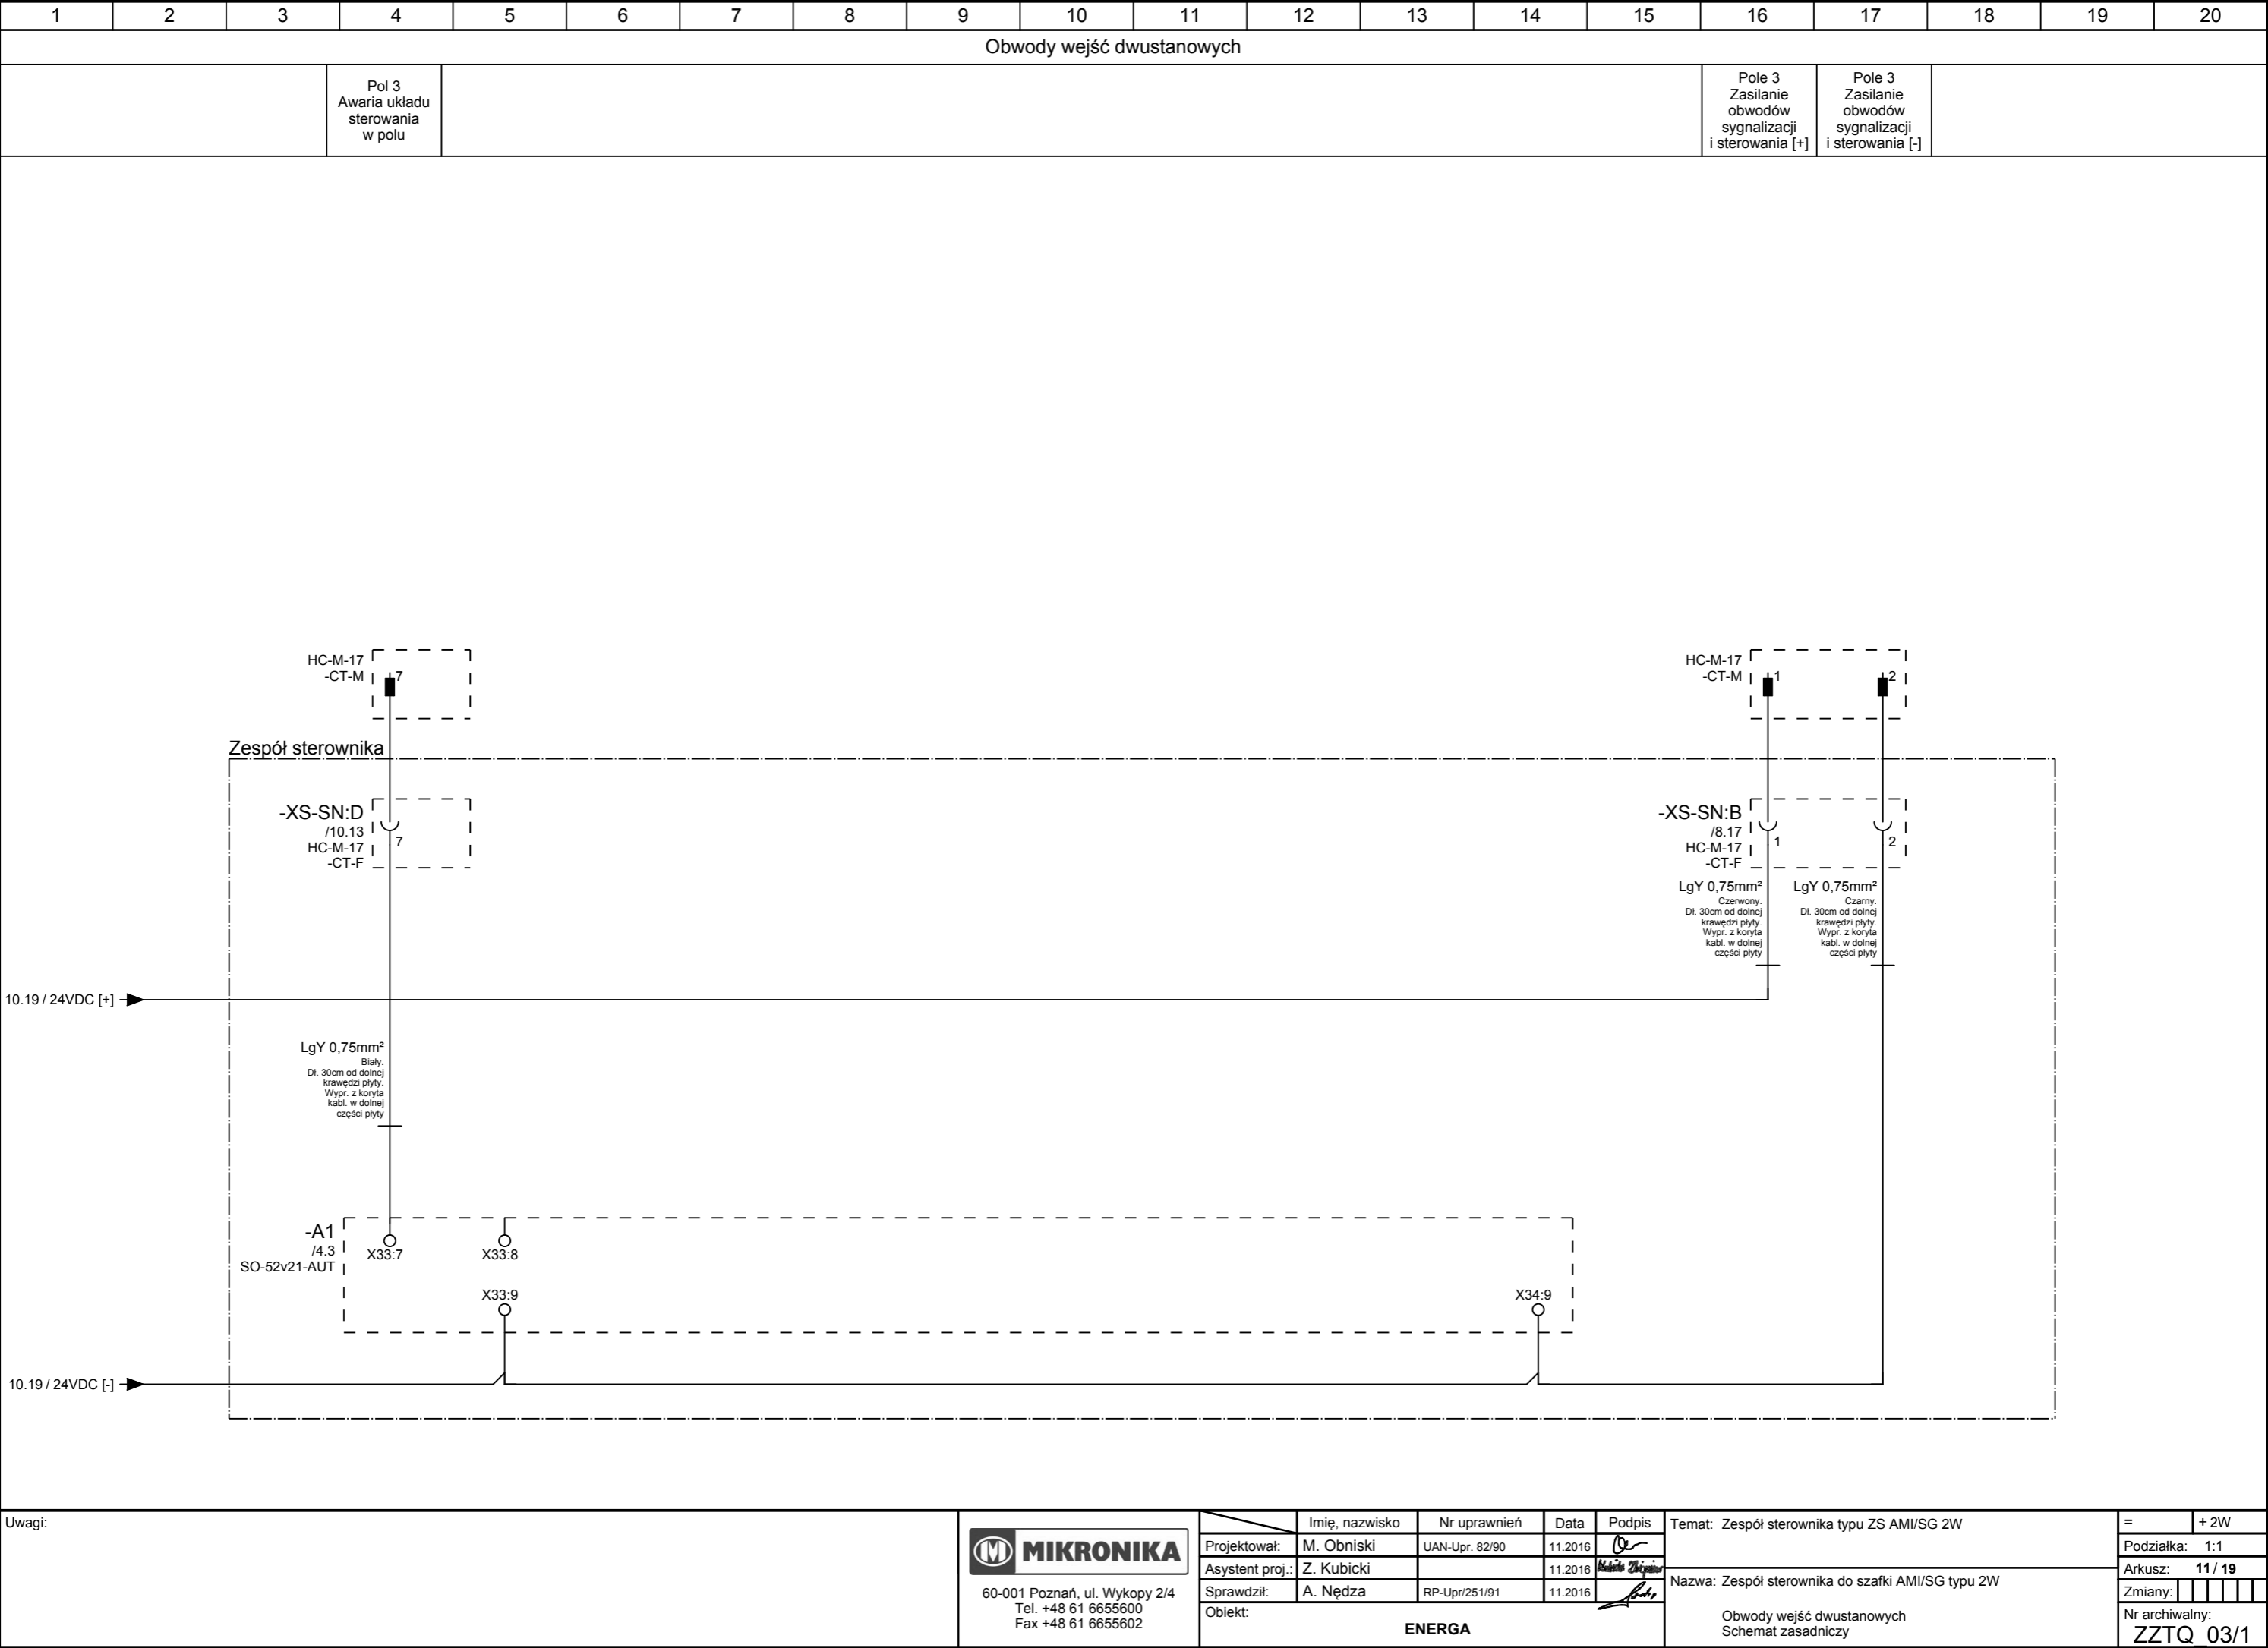 1 2 3 4 5 6 7 8 9 10 11 12 13 14 15 16 17 18 19 20
Obwody wejść dwustanowych
Pol 3
Awaria układu
sterowania
w polu
Pole 3
Zasilanie
obwodów
sygnalizacji
i sterowania [+]
Pole 3
Zasilanie
obwodów
sygnalizacji
i sterowania [-]
HC-M-17
-CT-M
7
HC-M-17
-CT-M
1
2
Zespół sterownika
-XS-SN:D
/10.13
HC-M-17
-CT-F
7
-XS-SN:B
/8.17
HC-M-17
-CT-F
1
2
LgY 0,75mm²
Czerwony.
Dł. 30cm od dolnej
krawędzi płyty.
Wypr. z koryta
kabl. w dolnej
części płyty
LgY 0,75mm²
Czarny.
Dł. 30cm od dolnej
krawędzi płyty.
Wypr. z koryta
kabl. w dolnej
części płyty
10.19 / 24VDC [+]
LgY 0,75mm²
Biały.
Dł. 30cm od dolnej
krawędzi płyty.
Wypr. z koryta
kabl. w dolnej
części płyty
-A1
/4.3
SO-52v21-AUT
X33:7
X33:8
X33:9
X34:9
10.19 / 24VDC [-]
Uwagi:
MIKRONIKA
60-001 Poznań, ul. Wykopy 2/4
Tel. +48 61 6655600
Fax +48 61 6655602
Imię, nazwisko Nr uprawnień Data Podpis
Projektował: M. Obniski UAN-Upr. 82/90 11.2016
Asystent proj.: Z. Kubicki 11.2016
Sprawdził: A. Nędza RP-Upr/251/91 11.2016
Obiekt:
ENERGA
Temat: Zespół sterownika typu ZS AMI/SG 2W
Nazwa: Zespół sterownika do szafki AMI/SG typu 2W
Obwody wejść dwustanowych
Schemat zasadniczy
= + 2W
Podziałka: 1:1
Arkusz: 11 / 19
Zmiany:
Nr archiwalny:
ZZTQ_03/1